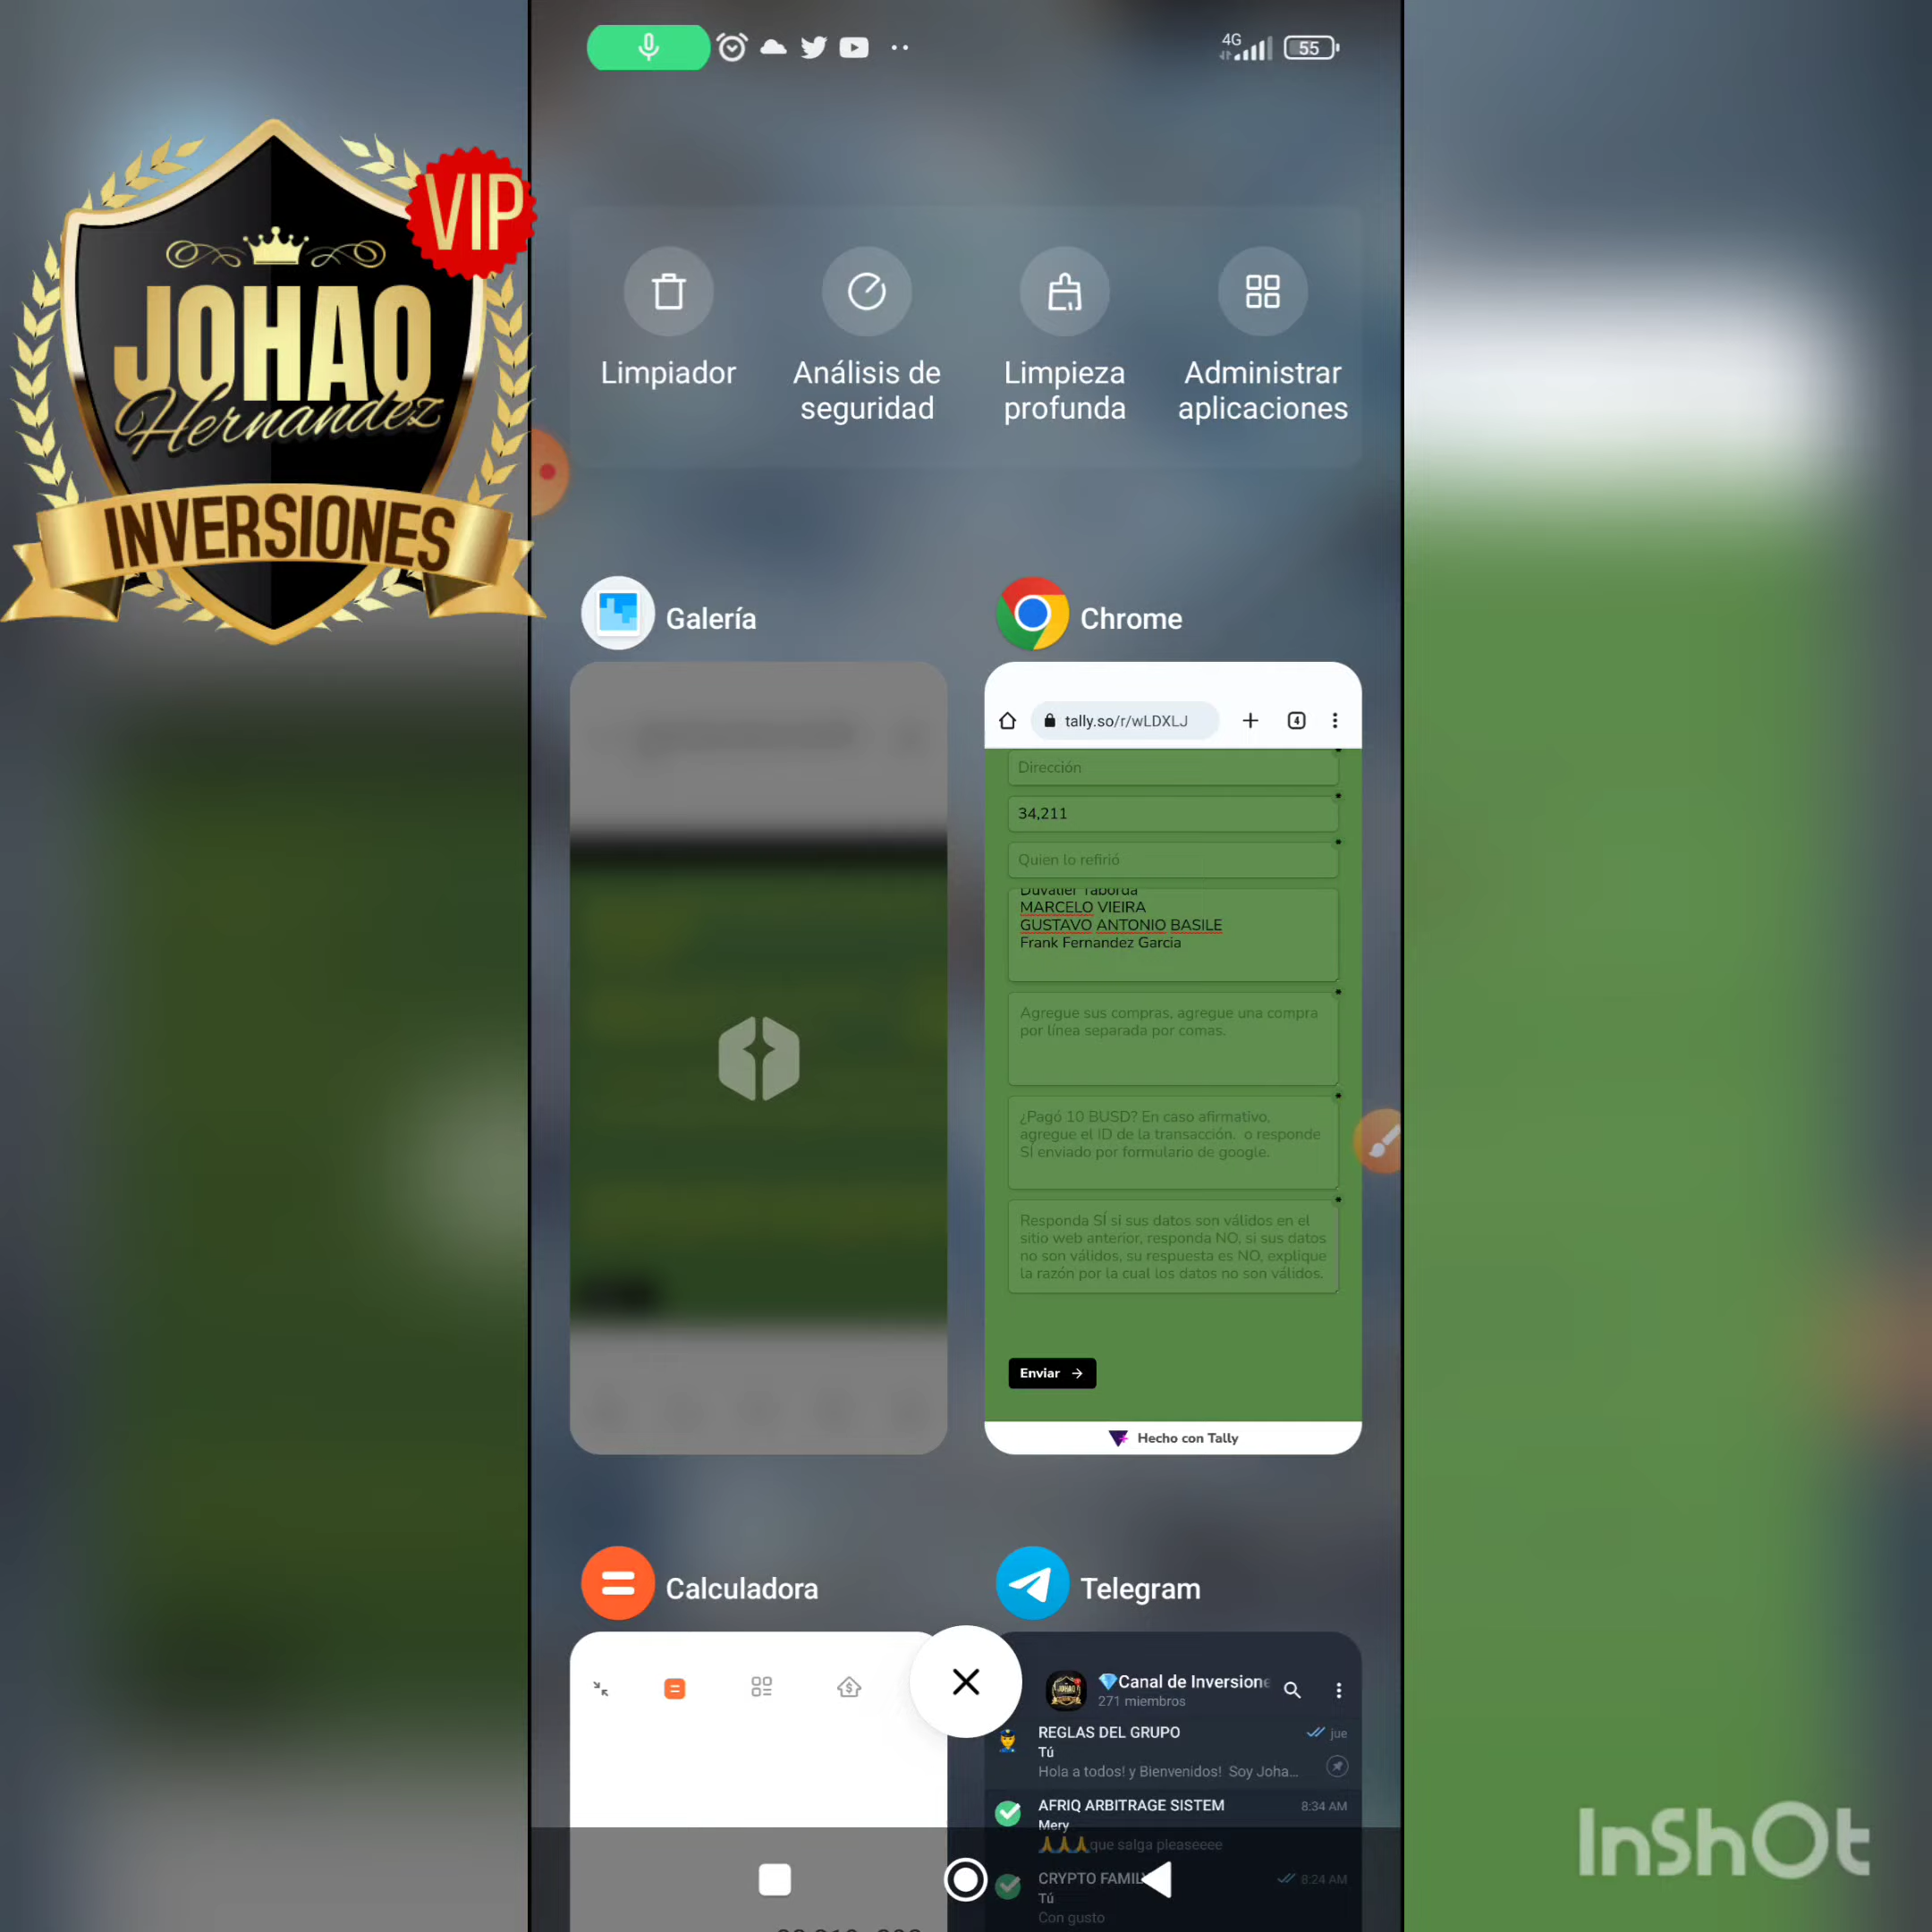 VIP
JOHAO
Hernandez
INVERSIONES
4G
55
Limpiador
Análisis de
seguridad
Limpieza
profunda
Administrar
aplicaciones
Galería
Chrome
tally.so/r/wLDXLJ
4
Dirección
34,211
Quien lo refirió
Duvalier Taborda
MARCELO VIEIRA
GUSTAVO ANTONIO BASILE
Frank Fernandez Garcia
Agregue sus compras, agregue una compra
por línea separada por comas.
¿Pagó 10 BUSD? En caso afirmativo,
agregue el ID de la transacción. o responde
SÍ enviado por formulario de google.
Responda SÍ si sus datos son válidos en el
sitio web anterior, responda NO, si sus datos
no son válidos, su respuesta es NO, explique
la razón por la cual los datos no son válidos.
Enviar
Hecho con Tally
Calculadora
Telegram
💎Canal de Inversione
271 miembros
REGLAS DEL GRUPO
jue
Tú
Hola a todos! y Bienvenidos! Soy Joha...
AFRIQ ARBITRAGE SISTEM
8:34 AM
Mery
🙏🙏🙏que salga pleaseeee
CRYPTO FAMIL
8:24 AM
Tú
Con gusto
InShOt